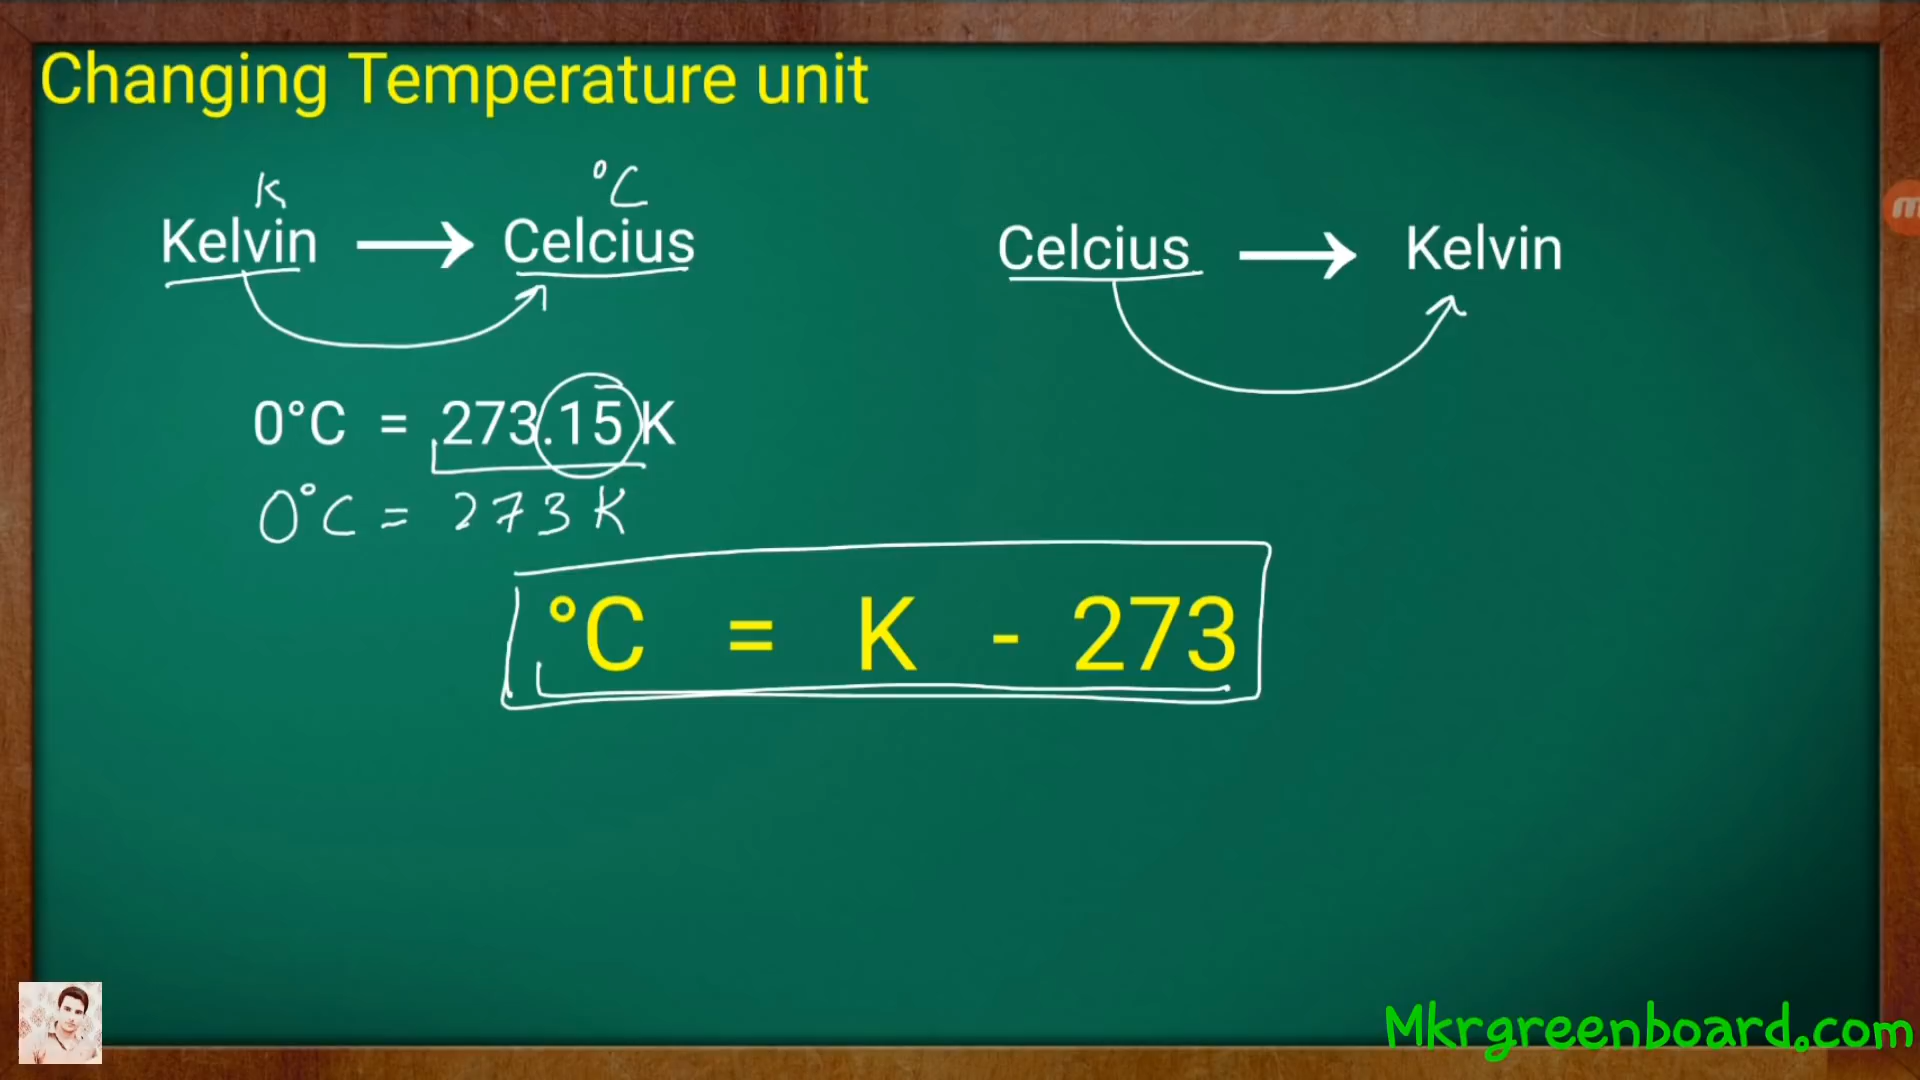 Changing Temperature unit
K °C
Kelvin → Celcius
Celcius → Kelvin
0°C = 273.15 K
0°C = 273 K
°C = K - 273
Mkrgreenboard.com